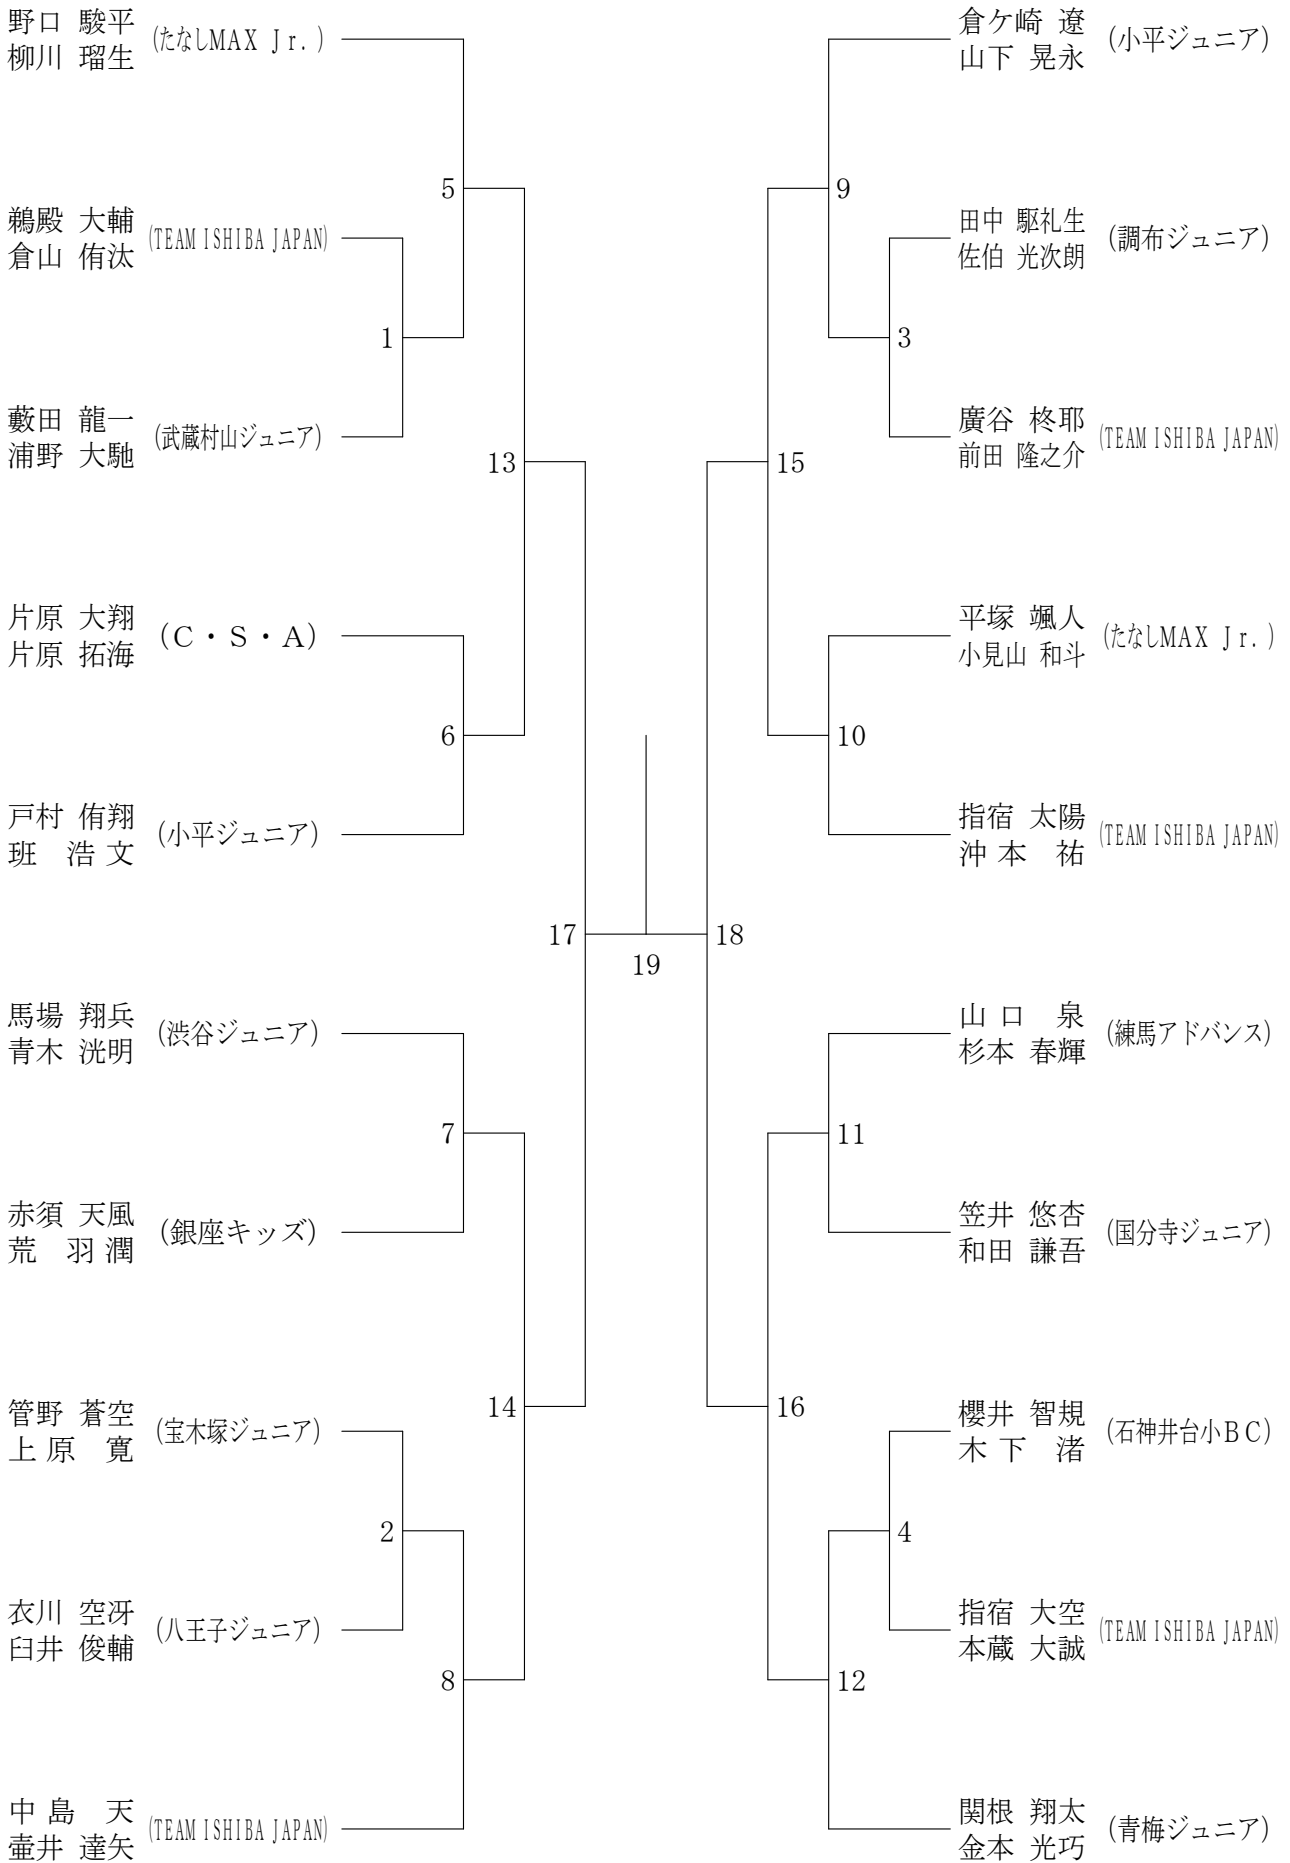 野口 駿平
柳川 瑠生
(たなしMAX Jr.)
鵜殿 大輔
倉山 侑汰
(TEAM ISHIBA JAPAN)
藪田 龍一
浦野 大馳
(武蔵村山ジュニア)
片原 大翔
片原 拓海
(C・S・A)
戸村 侑翔
班 浩文
(小平ジュニア)
馬場 翔兵
青木 洸明
(渋谷ジュニア)
赤須 天風
荒 羽潤
(銀座キッズ)
管野 蒼空
上原 寛
(宝木塚ジュニア)
衣川 空冴
臼井 俊輔
(八王子ジュニア)
中島 天
壷井 達矢
(TEAM ISHIBA JAPAN)
5
1
13
6
17
7
14
2
8
19
9
3
15
10
18
11
16
4
12
倉ケ崎 遼
山下 晃永
(小平ジュニア)
田中 駆礼生
佐伯 光次朗
(調布ジュニア)
廣谷 柊耶
前田 隆之介
(TEAM ISHIBA JAPAN)
平塚 颯人
小見山 和斗
(たなしMAX Jr.)
指宿 太陽
沖本 祐
(TEAM ISHIBA JAPAN)
山口 泉
杉本 春輝
(練馬アドバンス)
笠井 悠杏
和田 謙吾
(国分寺ジュニア)
櫻井 智規
木下 渚
(石神井台小BC)
指宿 大空
本蔵 大誠
(TEAM ISHIBA JAPAN)
関根 翔太
金本 光巧
(青梅ジュニア)